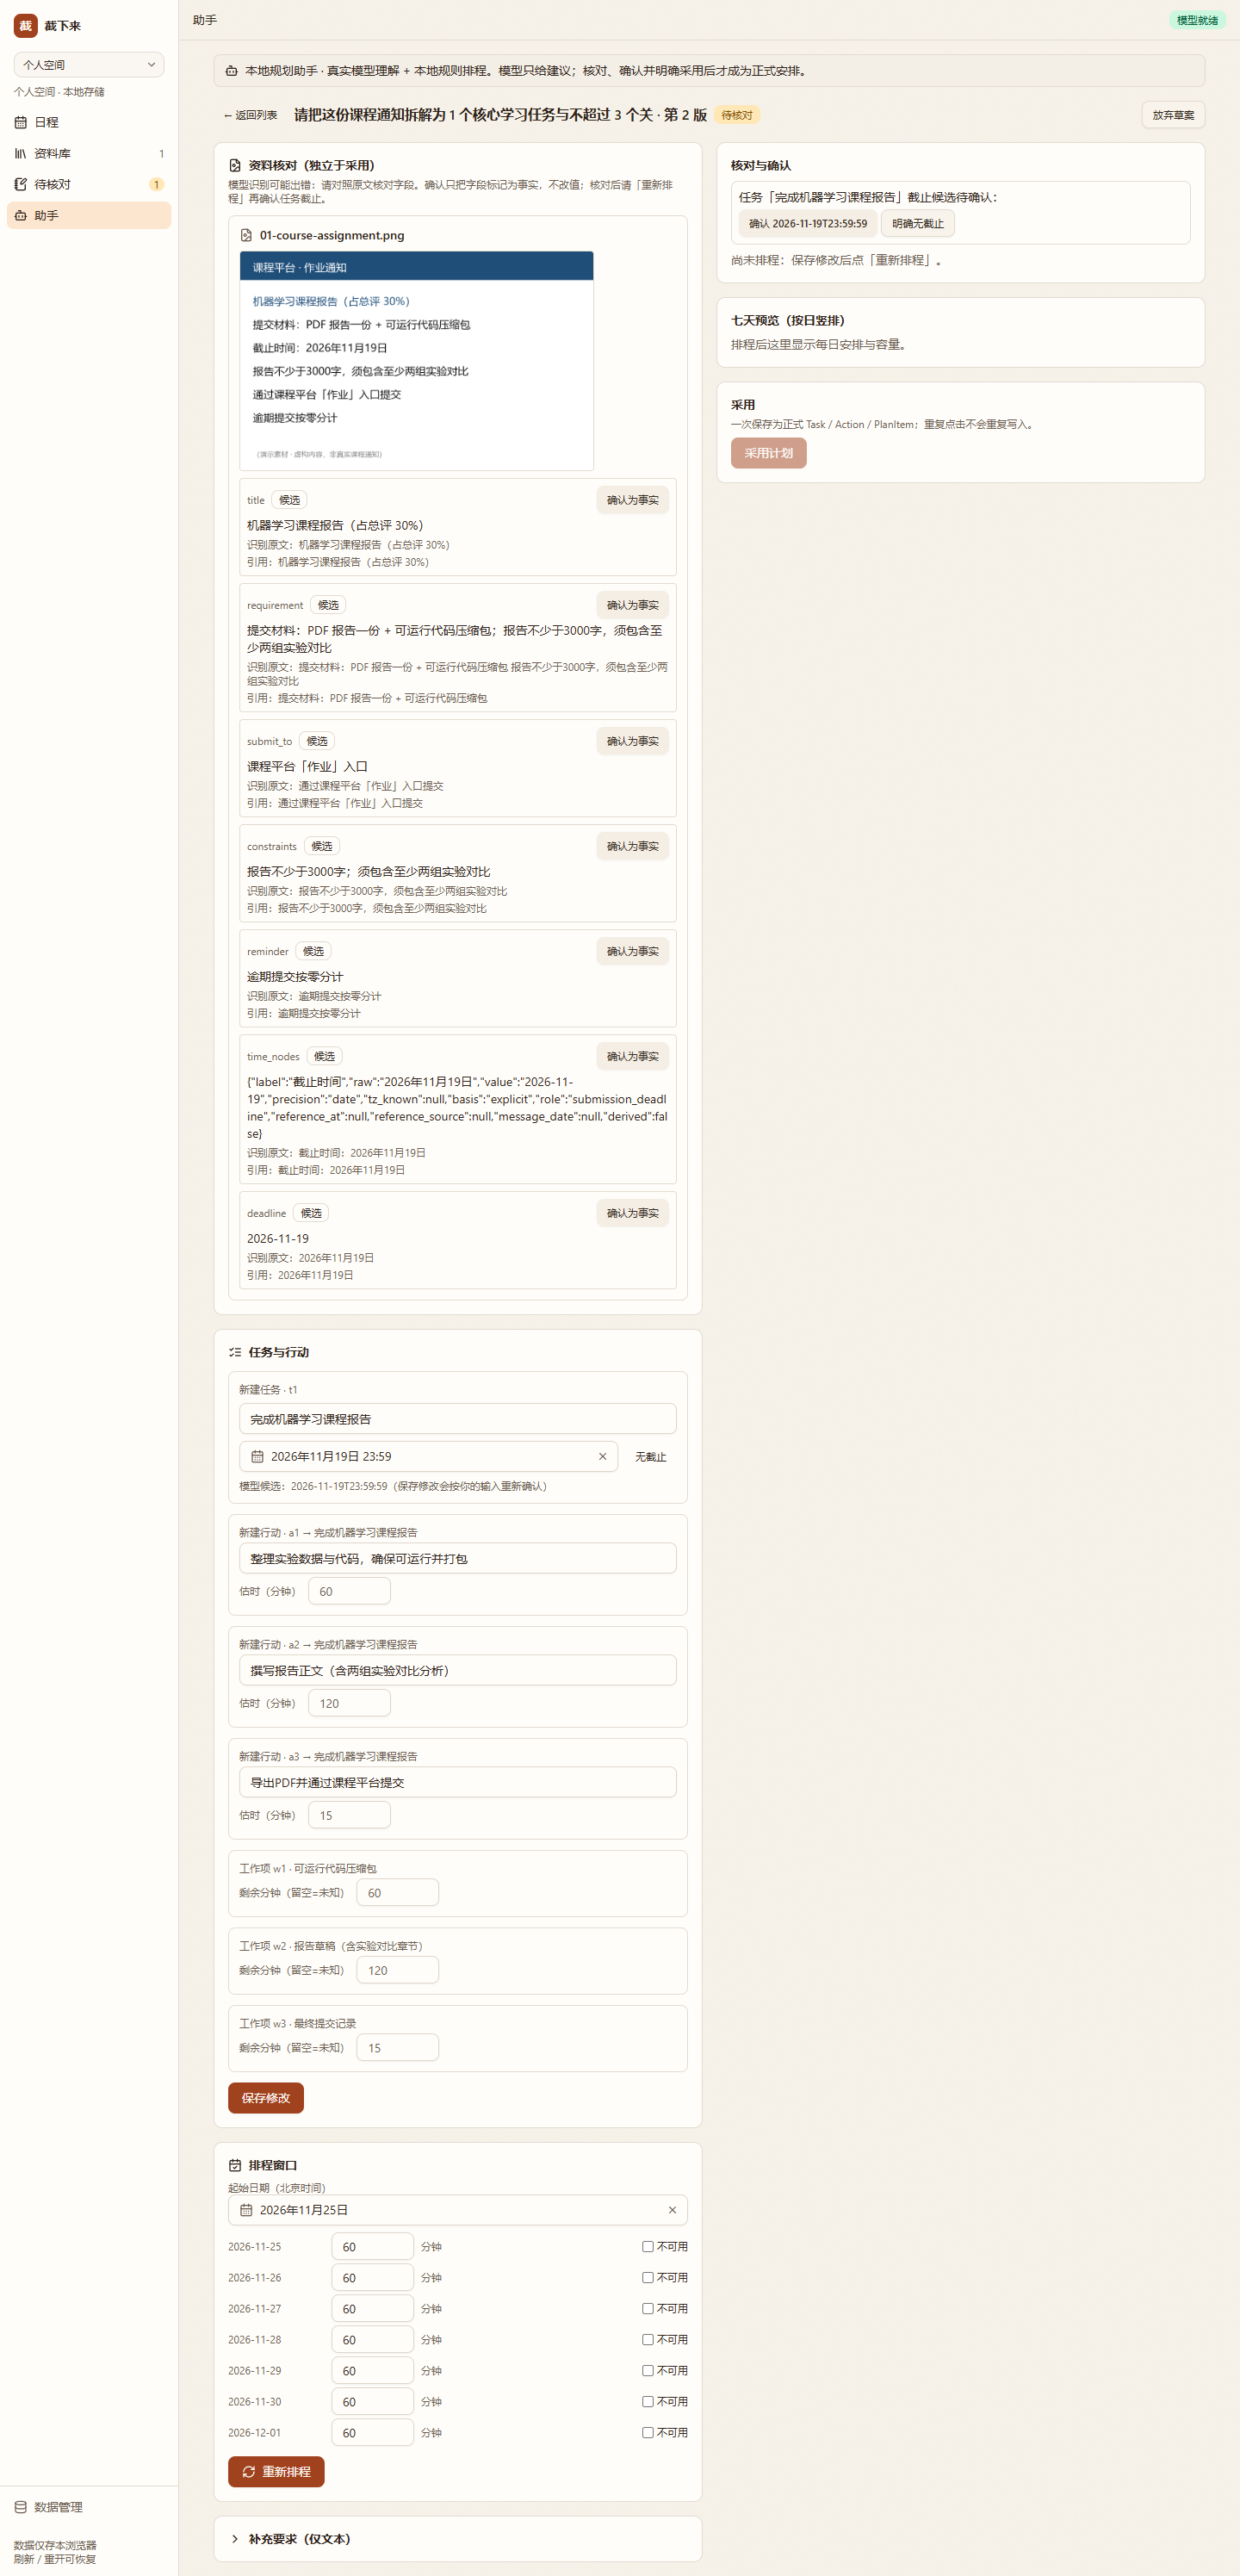 截 截下来
个人空间
个人空间 · 本地存储
日程
资料库 1
待核对 1
助手
数据管理
数据仅存本浏览器
刷新 / 重开可恢复
助手
模型就绪
本地规划助手 · 真实模型理解 + 本地规则排程。模型只给建议；核对、确认并明确采用后才成为正式安排。
← 返回列表 请把这份课程通知拆解为 1 个核心学习任务与不超过 3 个关 · 第 2 版 待核对 放弃草案
资料核对（独立于采用）
模型识别可能出错：请对照原文核对字段。确认只把字段标记为事实，不改值；核对后请「重新排
程」再确认任务截止。
01-course-assignment.png
课程平台 · 作业通知
机器学习课程报告（占总评 30%）
提交材料：PDF 报告一份 + 可运行代码压缩包
截止时间：2026年11月19日
报告不少于3000字，须包含至少两组实验对比
通过课程平台「作业」入口提交
逾期提交按零分计
（演示素材 · 虚构内容，非真实课程通知）
title 候选 确认为事实
机器学习课程报告（占总评 30%）
识别原文：机器学习课程报告（占总评 30%）
引用：机器学习课程报告（占总评 30%）
requirement 候选 确认为事实
提交材料：PDF 报告一份 + 可运行代码压缩包；报告不少于3000字，须包含至
少两组实验对比
识别原文：提交材料：PDF 报告一份 + 可运行代码压缩包 报告不少于3000字，须包含至少两
组实验对比
引用：提交材料：PDF 报告一份 + 可运行代码压缩包
submit_to 候选 确认为事实
课程平台「作业」入口
识别原文：通过课程平台「作业」入口提交
引用：通过课程平台「作业」入口提交
constraints 候选 确认为事实
报告不少于3000字；须包含至少两组实验对比
识别原文：报告不少于3000字，须包含至少两组实验对比
引用：报告不少于3000字，须包含至少两组实验对比
reminder 候选 确认为事实
逾期提交按零分计
识别原文：逾期提交按零分计
引用：逾期提交按零分计
time_nodes 候选 确认为事实
{"label":"截止时间","raw":"2026年11月19日","value":"2026-11-
19","precision":"date","tz_known":null,"basis":"explicit","role":"submission_deadl
ine","reference_at":null,"reference_source":null,"message_date":null,"derived":fal
se}
识别原文：截止时间：2026年11月19日
引用：截止时间：2026年11月19日
deadline 候选 确认为事实
2026-11-19
识别原文：2026年11月19日
引用：2026年11月19日
任务与行动
新建任务 · t1
完成机器学习课程报告
2026年11月19日 23:59 无截止
模型候选：2026-11-19T23:59:59（保存修改会按你的输入重新确认）
新建行动 · a1 → 完成机器学习课程报告
整理实验数据与代码，确保可运行并打包
估时（分钟） 60
新建行动 · a2 → 完成机器学习课程报告
撰写报告正文（含两组实验对比分析）
估时（分钟） 120
新建行动 · a3 → 完成机器学习课程报告
导出PDF并通过课程平台提交
估时（分钟） 15
工作项 w1 · 可运行代码压缩包
剩余分钟（留空=未知） 60
工作项 w2 · 报告草稿（含实验对比章节）
剩余分钟（留空=未知） 120
工作项 w3 · 最终提交记录
剩余分钟（留空=未知） 15
保存修改
排程窗口
起始日期（北京时间）
2026年11月25日
2026-11-25 60 分钟 不可用
2026-11-26 60 分钟 不可用
2026-11-27 60 分钟 不可用
2026-11-28 60 分钟 不可用
2026-11-29 60 分钟 不可用
2026-11-30 60 分钟 不可用
2026-12-01 60 分钟 不可用
重新排程
补充要求（仅文本）
核对与确认
任务「完成机器学习课程报告」截止候选待确认：
确认 2026-11-19T23:59:59 明确无截止
尚未排程：保存修改后点「重新排程」。
七天预览（按日竖排）
排程后这里显示每日安排与容量。
采用
一次保存为正式 Task / Action / PlanItem；重复点击不会重复写入。
采用计划